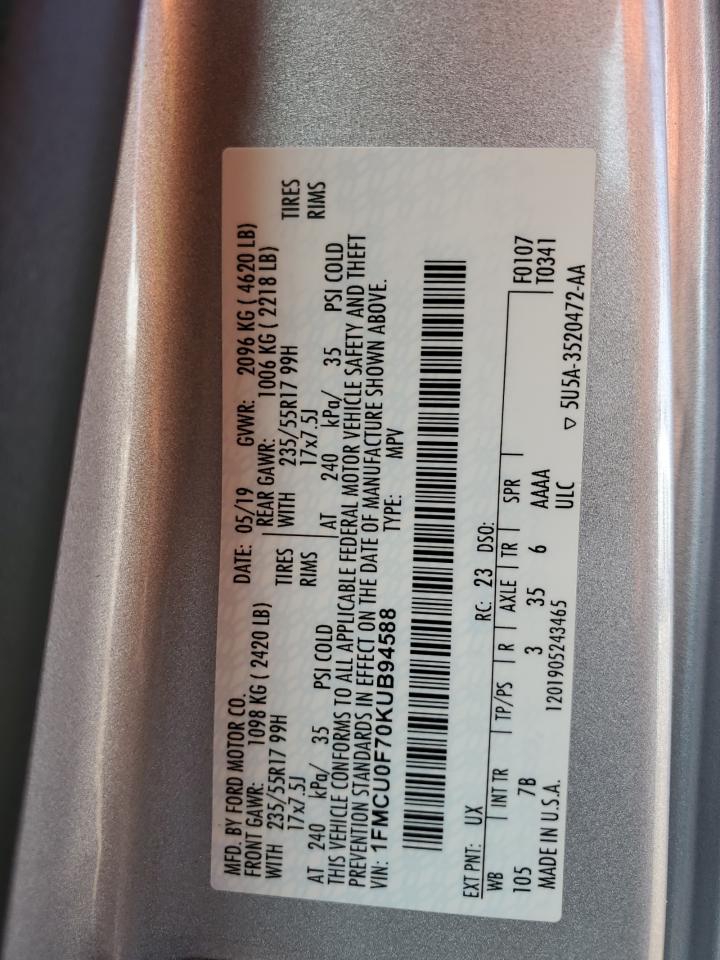 MFD. BY FORD MOTOR CO.
DATE: 05/19 GVWR: 2096 KG ( 4620 LB)
FRONT GAWR: 1098 KG ( 2420 LB) REAR GAWR: 1006 KG ( 2218 LB)
WITH 235/55R17 99H TIRES WITH 235/55R17 99H TIRES
17x7.5J RIMS 17x7.5J RIMS
AT 240 kPa/ 35 PSI COLD AT 240 kPa/ 35 PSI COLD
THIS VEHICLE CONFORMS TO ALL APPLICABLE FEDERAL MOTOR VEHICLE SAFETY AND THEFT
PREVENTION STANDARDS IN EFFECT ON THE DATE OF MANUFACTURE SHOWN ABOVE.
VIN: 1FMCU0F70KUB94588 TYPE: MPV
EXT PNT: UX RC: 23 DSO:
WB INT TR TP/PS R AXLE TR SPR F0107
105 7B 3 35 6 AAAA T0341
MADE IN U.S.A. 1201905243465 ULC
▽ 5U5A-3520472-AA